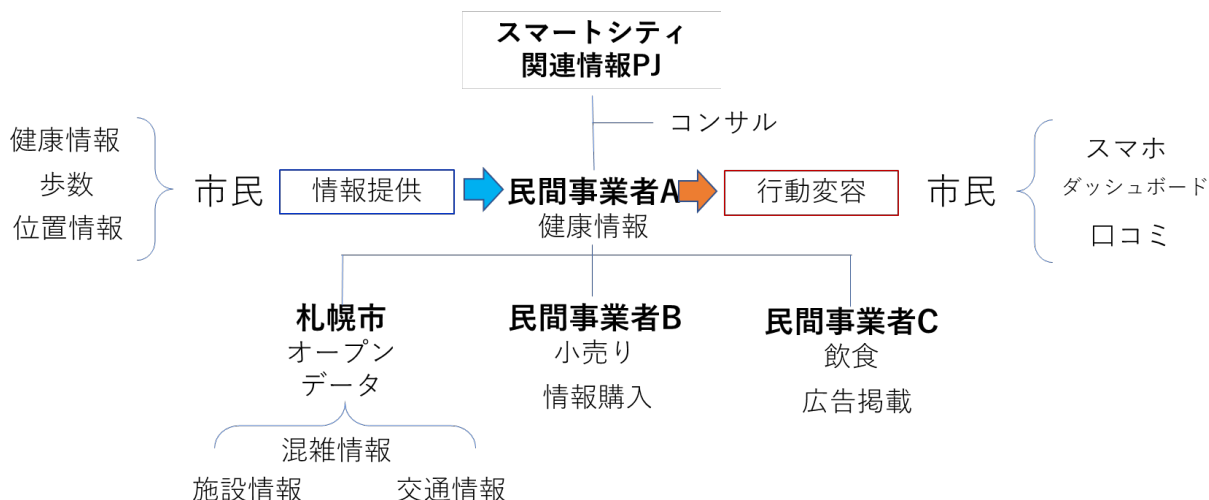 スマートシティ
関連情報PJ
コンサル
健康情報
歩数
位置情報
市民
情報提供
民間事業者A
健康情報
行動変容
市民
スマホ
ダッシュボード
口コミ
札幌市
オープン
データ
混雑情報
施設情報
交通情報
民間事業者B
小売り
情報購入
民間事業者C
飲食
広告掲載